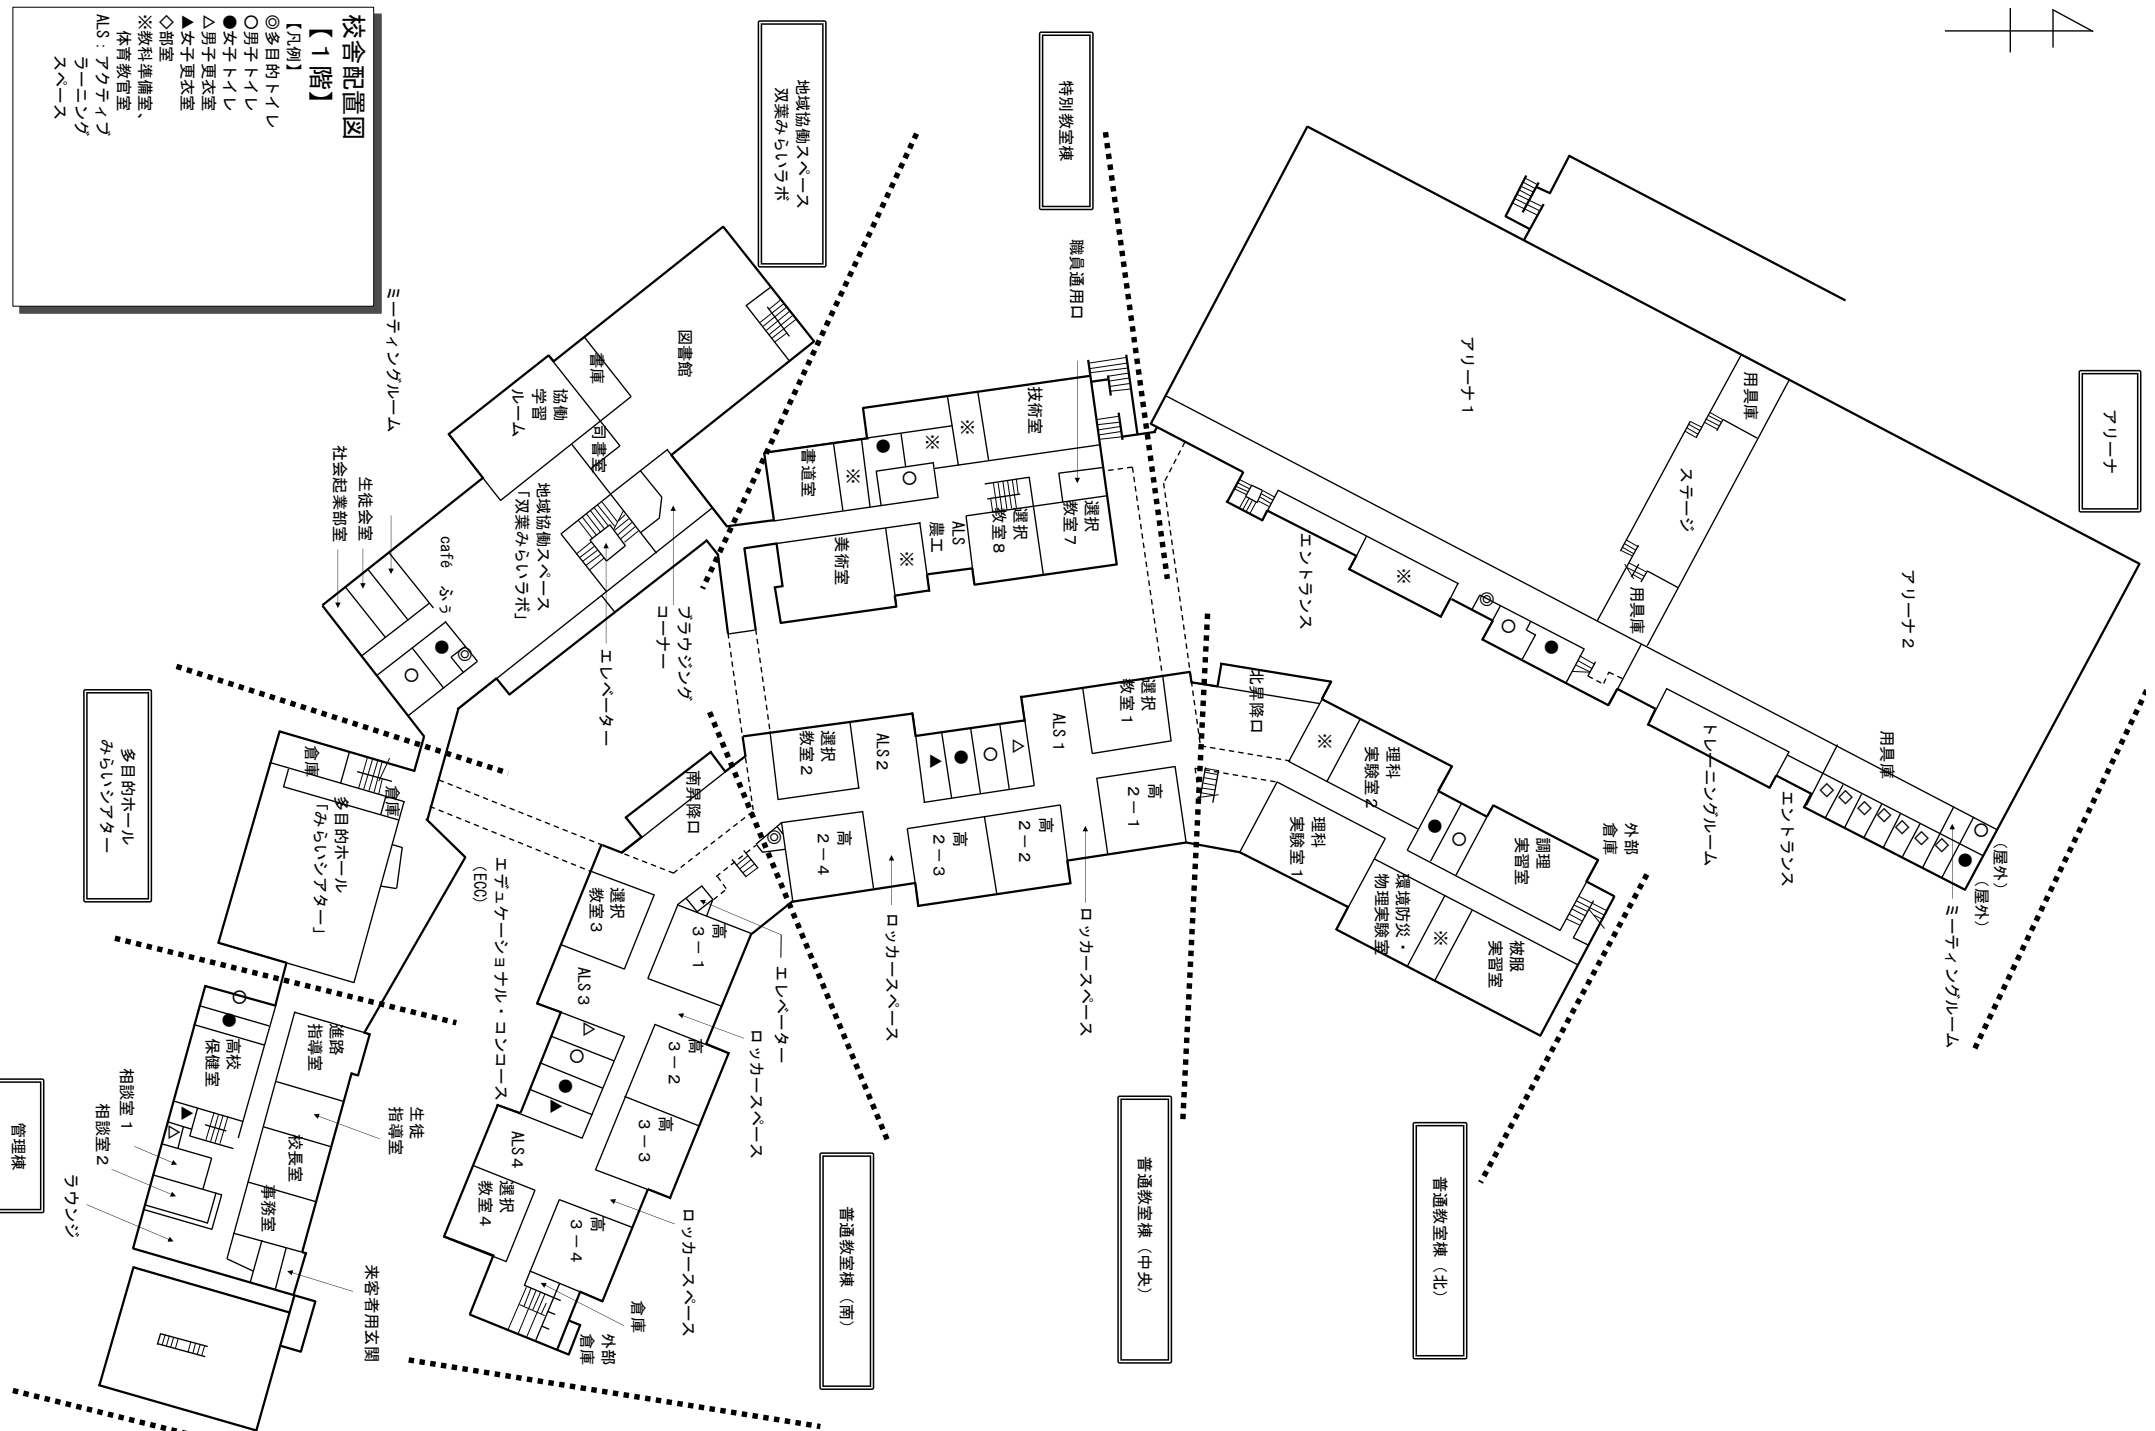 校舎配置図
【１階】
【凡例】
◎多目的トイレ
○男子トイレ
●女子トイレ
△男子更衣室
▲女子更衣室
◇部室
※教科準備室、
体育教官室
ALS：アクティブ
ラーニング
スペース
アリーナ
アリーナ１
用具庫
ステージ
用具庫
アリーナ２
エントランス
※
◎
○
●
トレーニングルーム
用具庫
エントランス
◇
◇
◇
◇
◇
◇
◇
○
●
（屋外）
（屋外）
ミーティングルーム
特別教室棟
職員通用口
技術室
※
※
●
○
※
書道室
選択
教室７
選択
教室８
ALS
農工
※
美術室
地域協働スペース
双葉みらいラボ
図書館
書庫
協働
学習
ルーム
司書室
地域協働スペース
「双葉みらいラボ」
ブラウジング
コーナー
エレベーター
ミーティングルーム
生徒会室
社会起業部室
café ふぅ
●
◎
○
普通教室棟（北）
北昇降口
※
理科
実験室２
理科
実験室１
●
○
調理
実習室
外部
倉庫
環境防災・
物理実験室
※
被服
実習室
普通教室棟（中央）
選択
教室１
ALS１
△
○
●
▲
ALS２
選択
教室２
高
２－１
高
２－２
高
２－３
高
２－４
ロッカースペース
ロッカースペース
普通教室棟（南）
南昇降口
◎
エレベーター
選択
教室３
ALS３
△
○
●
▲
ALS４
選択
教室４
高
３－１
高
３－２
高
３－３
高
３－４
ロッカースペース
ロッカースペース
倉庫
外部
倉庫
エデュケーショナル・コンコース
(ECC)
多目的ホール
みらいシアター
倉庫
倉庫
多目的ホール
「みらいシアター」
管理棟
○
●
高校
保健室
進路
指導室
生徒
指導室
校長室
事務室
▲
△
相談室１
相談室２
ラウンジ
来客者用玄関